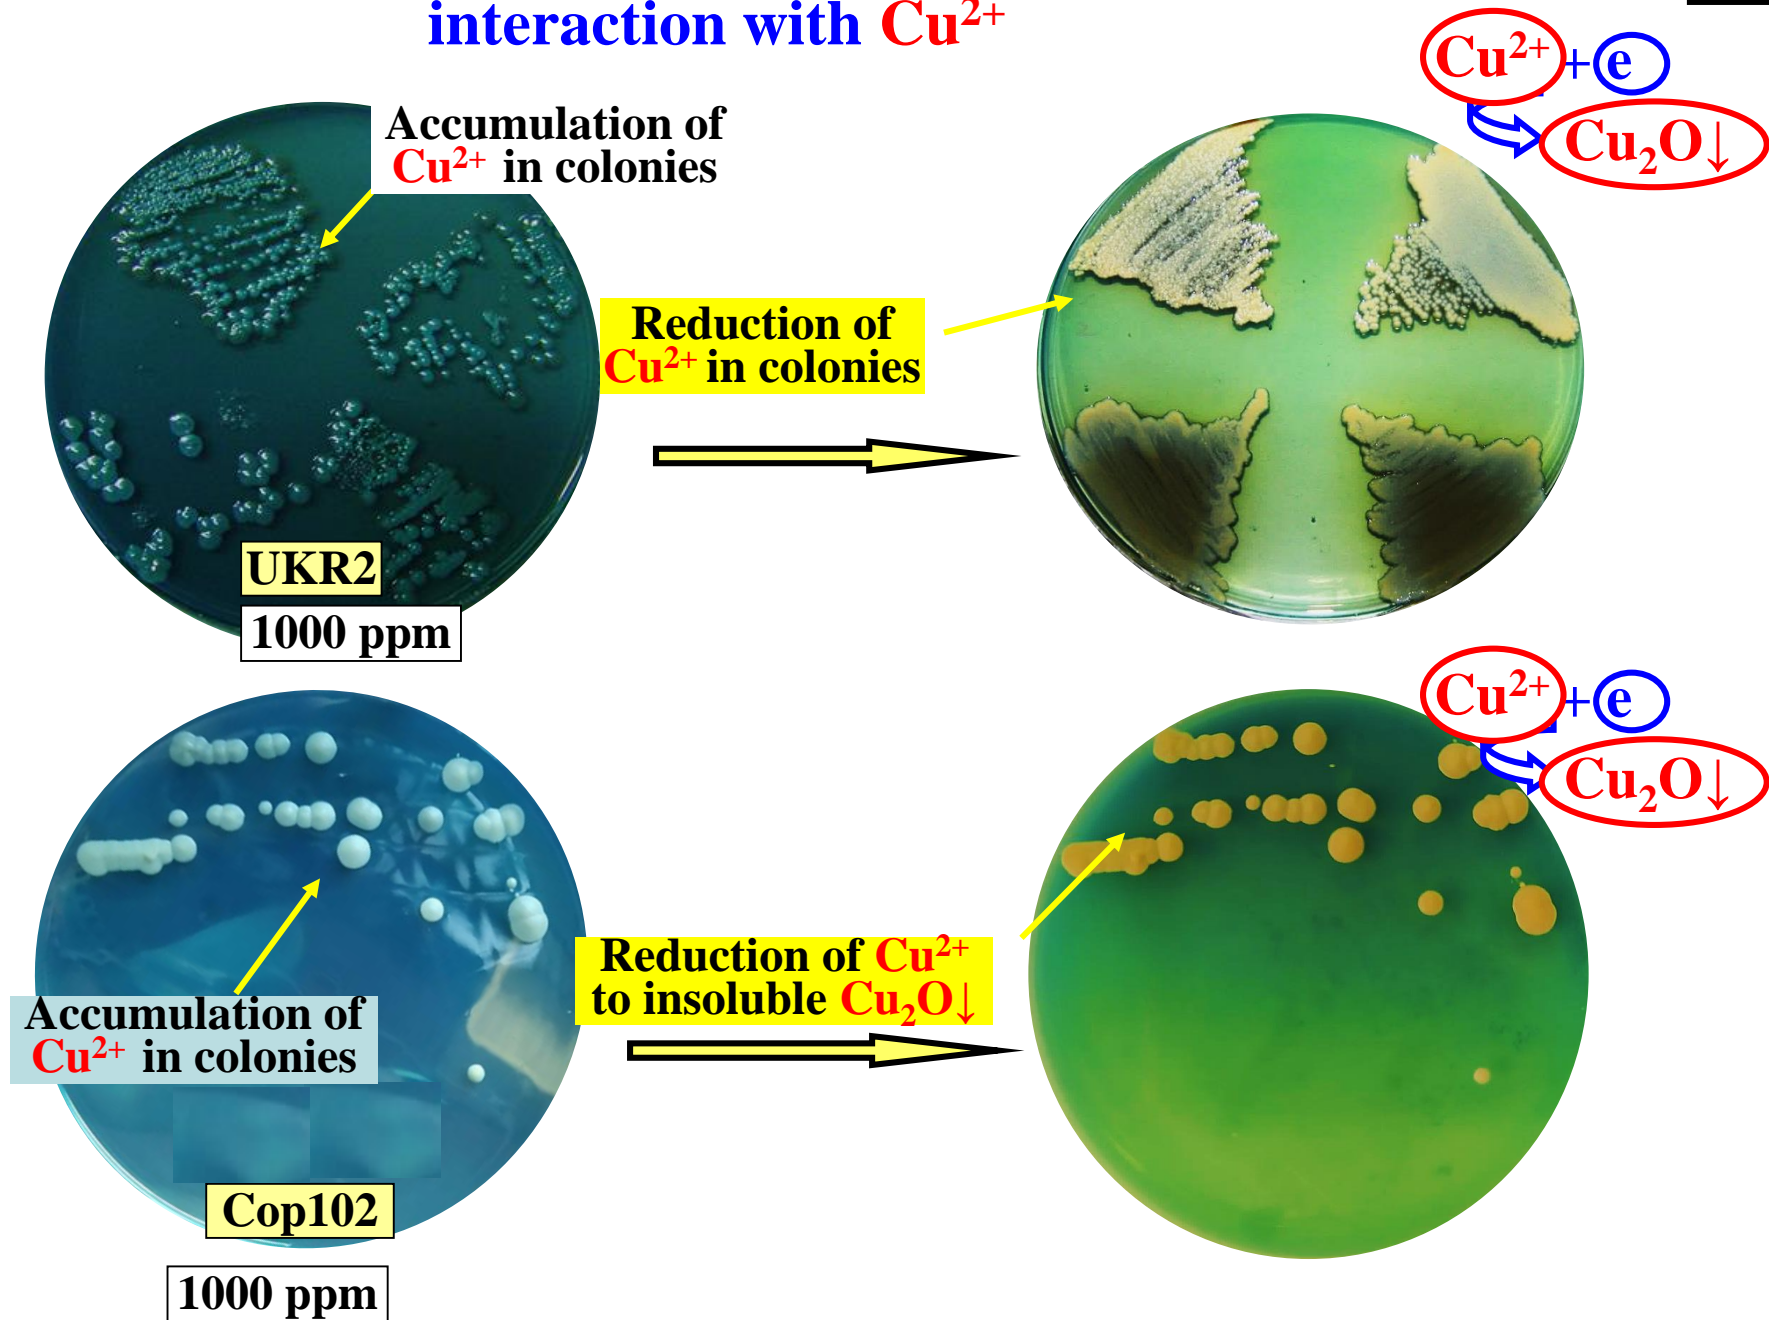 interaction with Cu²⁺
Cu²⁺ + e
Cu₂O↓
Accumulation of
Cu²⁺ in colonies
Reduction of
Cu²⁺ in colonies
UKR2
1000 ppm
Cu²⁺ + e
Cu₂O↓
Reduction of Cu²⁺
to insoluble Cu₂O↓
Accumulation of
Cu²⁺ in colonies
Cop102
1000 ppm